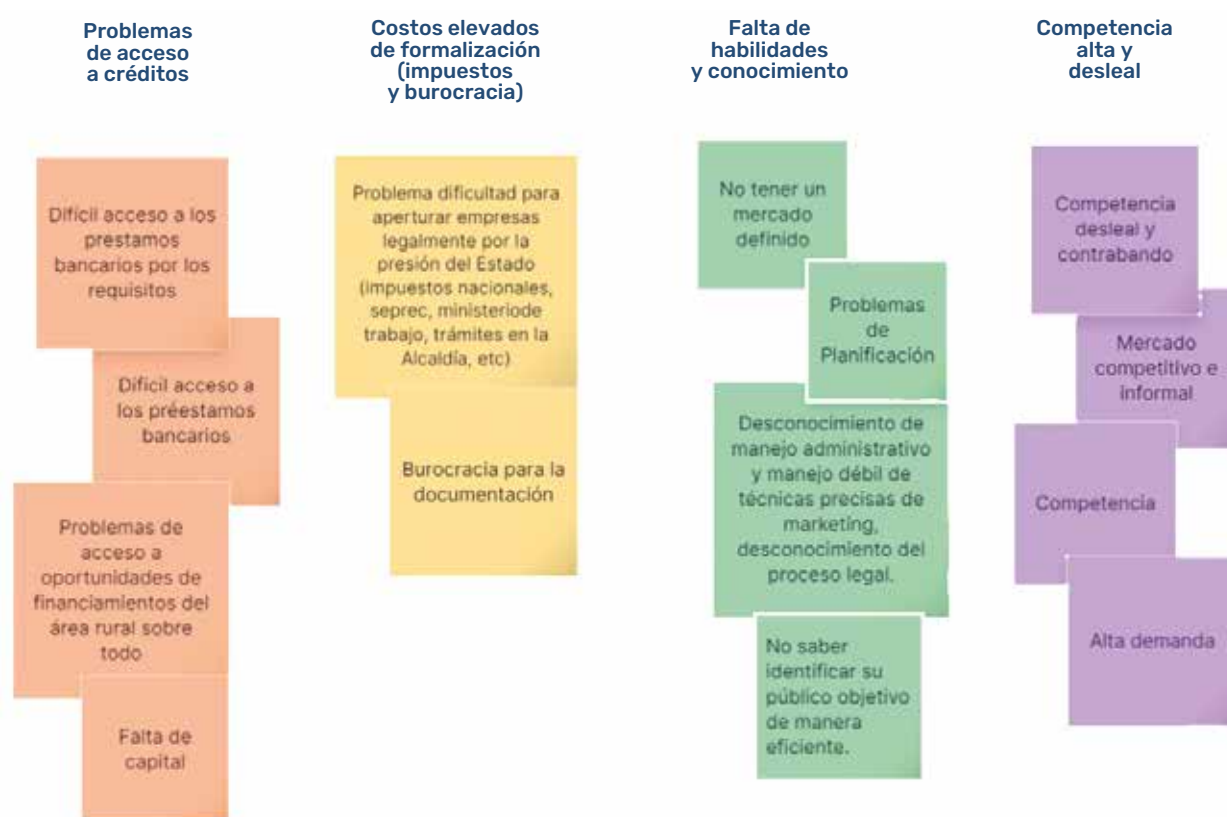 Problemas
de acceso
a créditos
Costos elevados
de formalización
(impuestos
y burocracia)
Falta de
habilidades
y conocimiento
Competencia
alta y
desleal
Difícil acceso a los
prestamos
bancarios por los
requisitos
Difícil acceso a
los préestamos
bancarios
Problemas de
acceso a
oportunidades de
financiamientos del
área rural sobre
todo
Falta de
capital
Problema dificultad para
aperturar empresas
legalmente por la
presión del Estado
(impuestos nacionales,
seprec, ministeriode
trabajo, trámites en la
Alcaldía, etc)
Burocracia para la
documentación
No tener un
mercado
definido
Problemas
de
Planificación
Desconocimiento de
manejo administrativo
y manejo débil de
técnicas precisas de
marketing,
desconocimiento del
proceso legal.
No saber
identificar su
público objetivo
de manera
eficiente.
Competencia
desleal y
contrabando
Mercado
competitivo e
informal
Competencia
Alta demanda